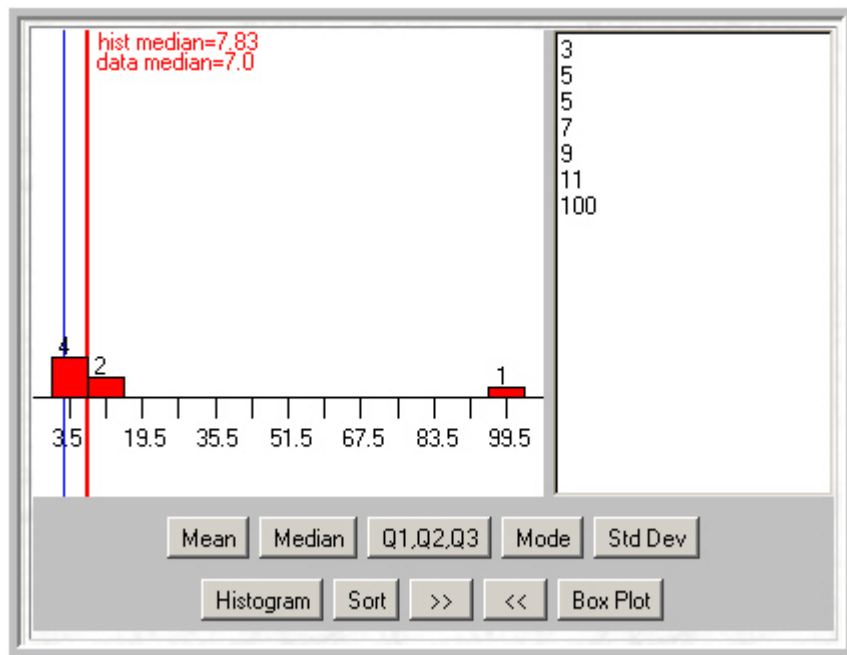 hist median=7.83
data median=7.0
4
2
1
3.5 19.5 35.5 51.5 67.5 83.5 99.5
3
5
5
7
9
11
100
Mean Median Q1,Q2,Q3 Mode Std Dev
Histogram Sort >> << Box Plot